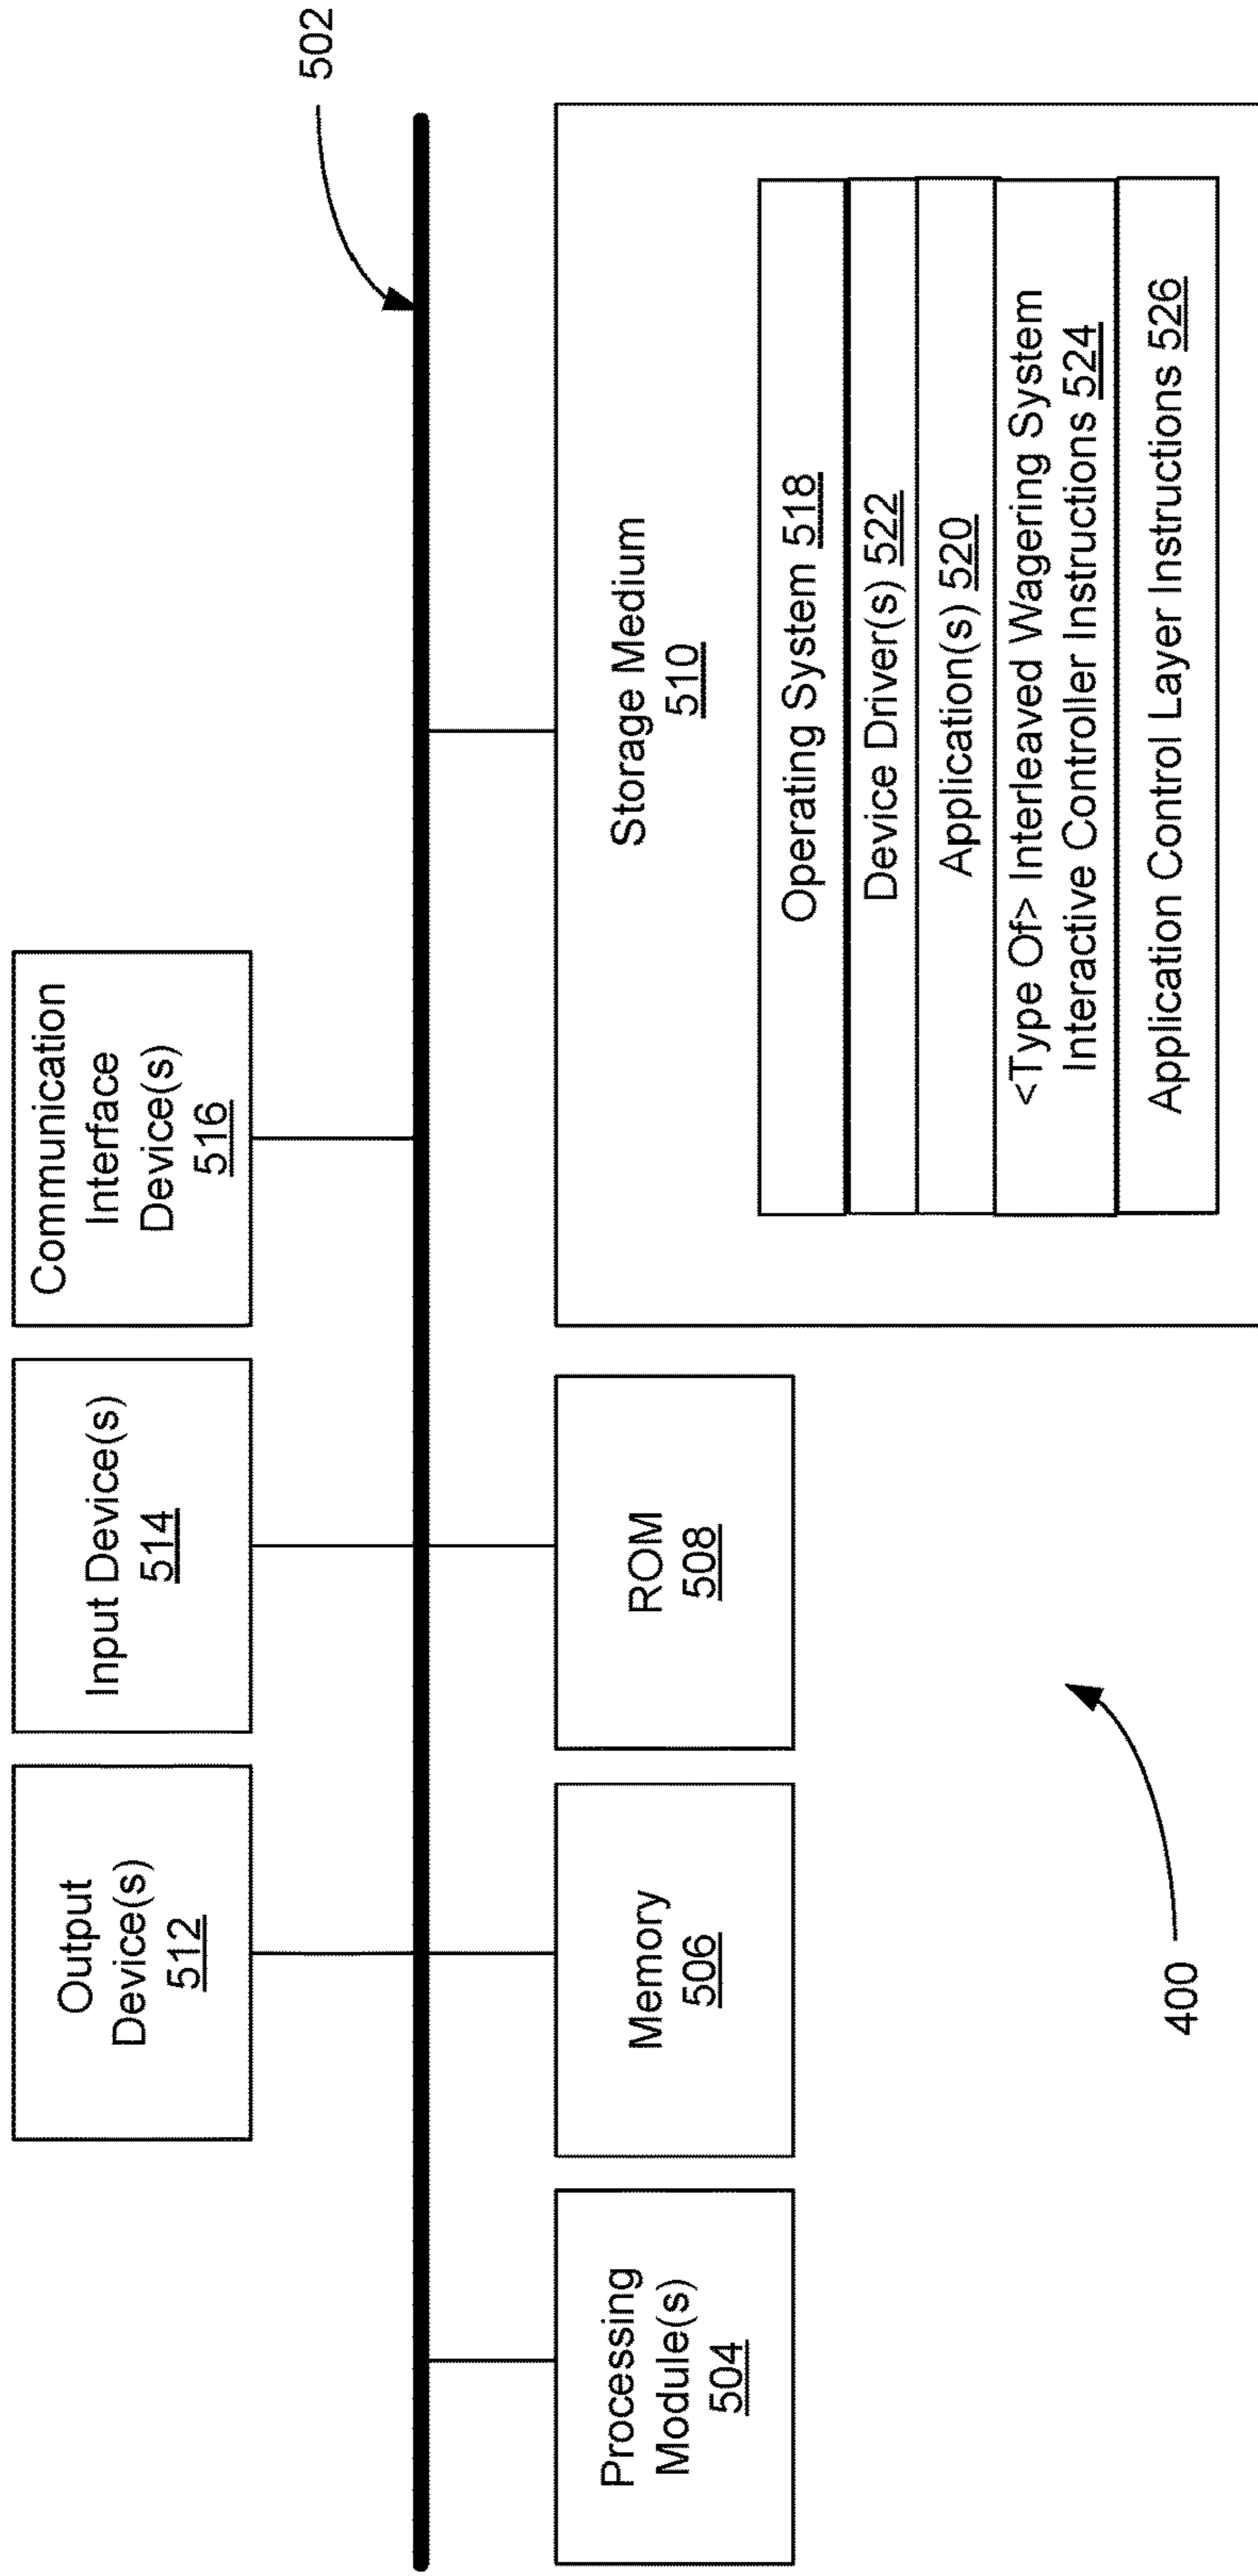 502
Output
Device(s)
512
Input Device(s)
514
Communication
Interface
Device(s)
516
Processing
Module(s)
504
Memory
506
ROM
508
Storage Medium
510
Operating System 518
Device Driver(s) 522
Application(s) 520
<Type Of> Interleaved Wagering System
Interactive Controller Instructions 524
Application Control Layer Instructions 526
400